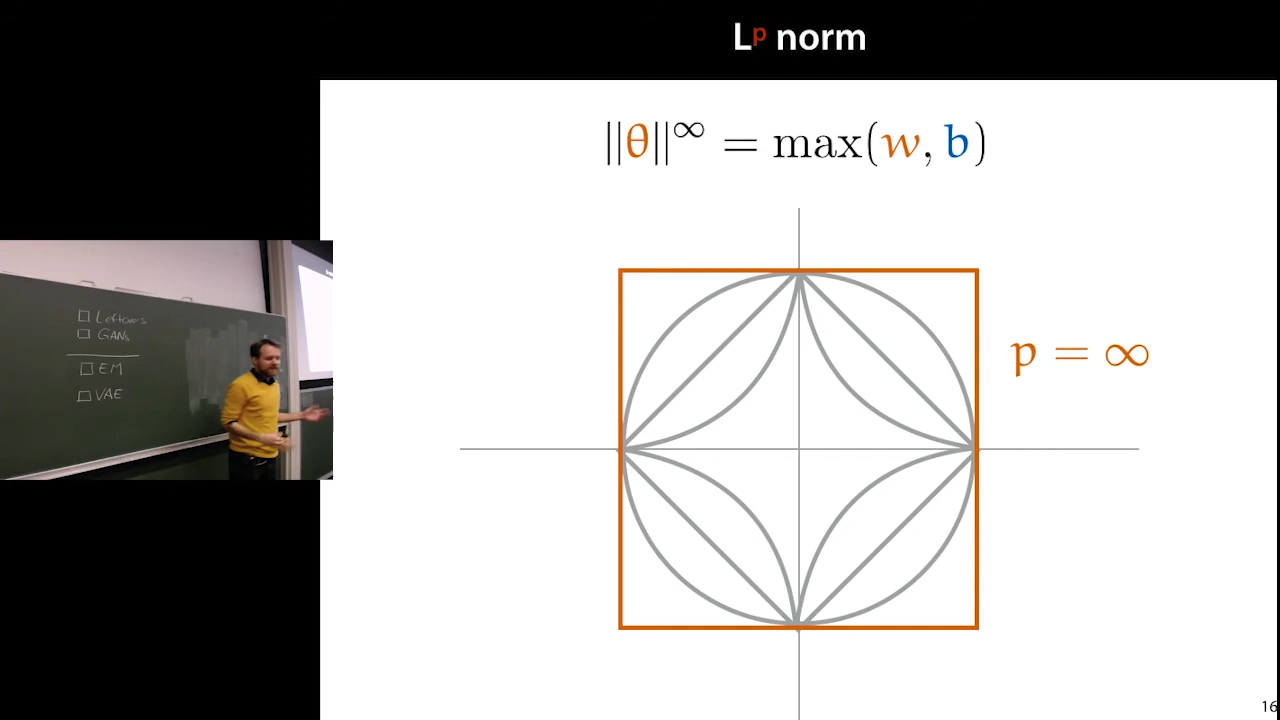 Lᵖ norm
||θ||^∞ = max(w, b)
p = ∞
☐ Leftovers
☐ GANs
☐ EM
☐ VAE
16